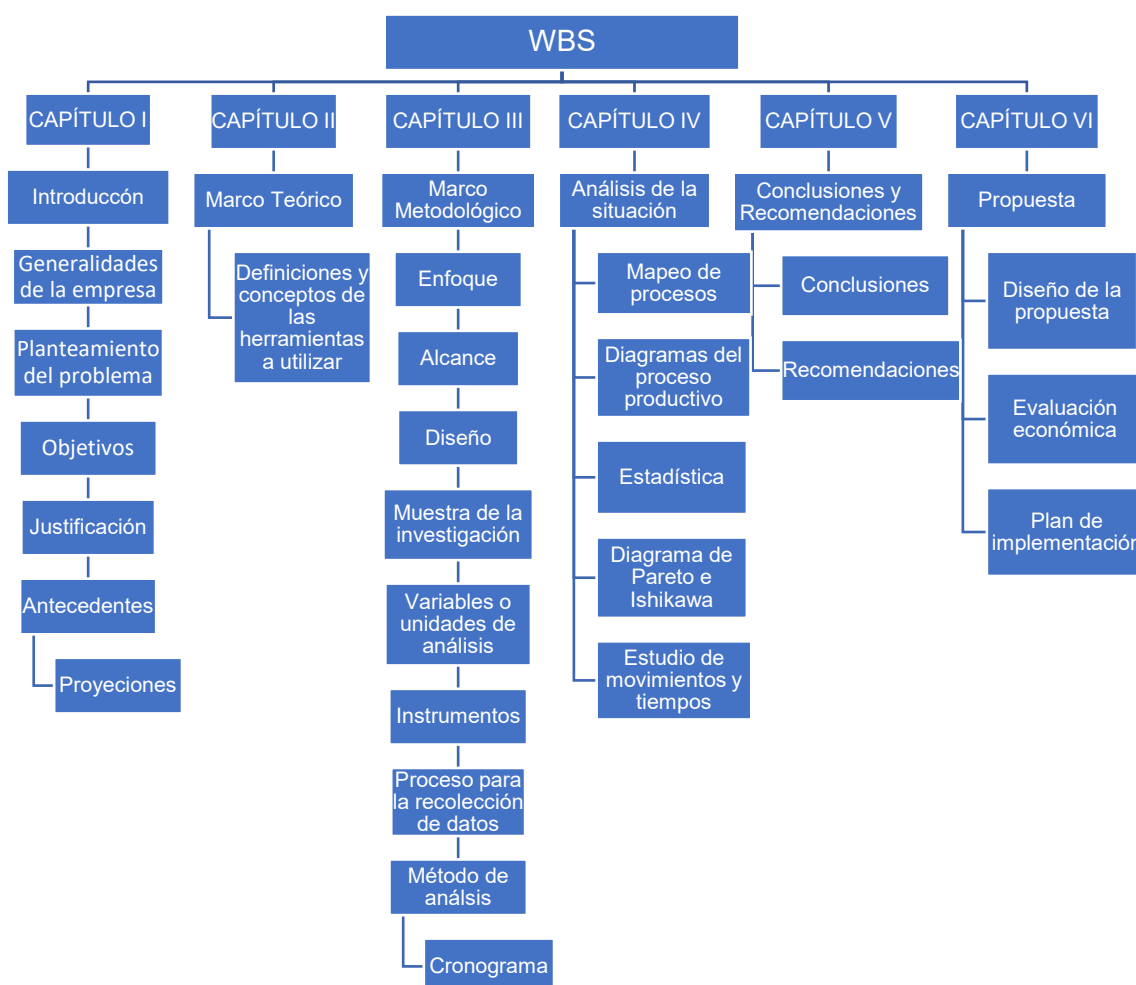 WBS
CAPÍTULO I
Introduccón
Generalidades
de la empresa
Planteamiento
del problema
Objetivos
Justificación
Antecedentes
Proyeciones
CAPÍTULO II
Marco Teórico
Definiciones y
conceptos de
las
herramientas
a utilizar
CAPÍTULO III
Marco
Metodológico
Enfoque
Alcance
Diseño
Muestra de la
investigación
Variables o
unidades de
análisis
Instrumentos
Proceso para
la recolección
de datos
Método de
análsis
Cronograma
CAPÍTULO IV
Análisis de la
situación
Mapeo de
procesos
Diagramas del
proceso
productivo
Estadística
Diagrama de
Pareto e
Ishikawa
Estudio de
movimientos y
tiempos
CAPÍTULO V
Conclusiones y
Recomendaciones
Conclusiones
Recomendaciones
CAPÍTULO VI
Propuesta
Diseño de la
propuesta
Evaluación
económica
Plan de
implementación